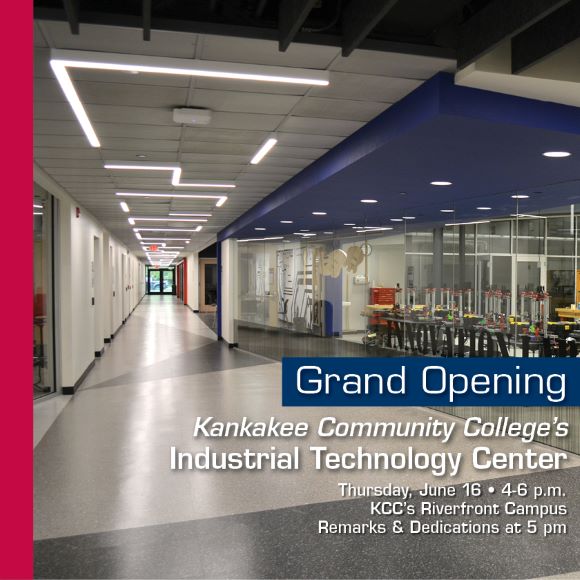 Grand Opening
Kankakee Community College's
Industrial Technology Center
Thursday, June 16 • 4-6 p.m.
KCC's Riverfront Campus
Remarks & Dedications at 5 pm